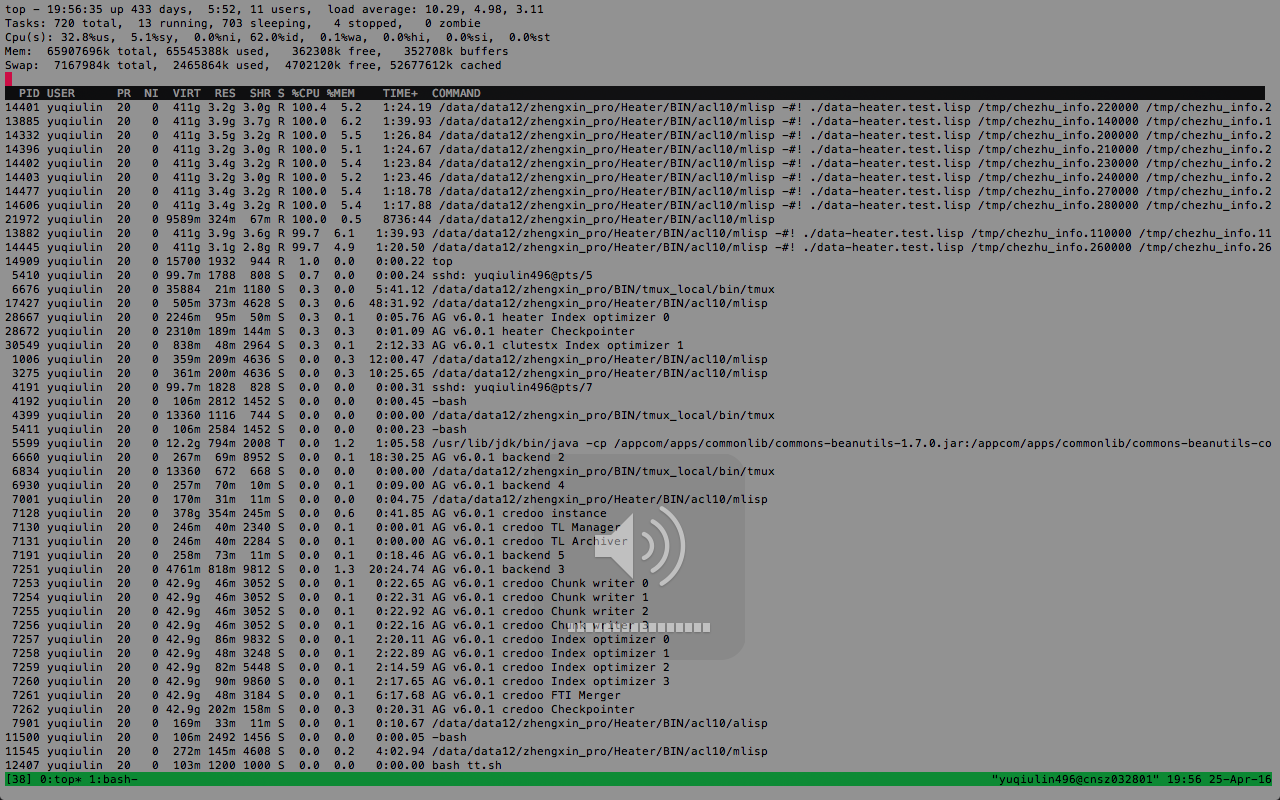 top - 19:56:35 up 433 days,  5:52, 11 users,  load average: 10.29, 4.98, 3.11
Tasks: 720 total,  13 running, 703 sleeping,   4 stopped,   0 zombie
Cpu(s): 32.8%us,  5.1%sy,  0.0%ni, 62.0%id,  0.1%wa,  0.0%hi,  0.0%si,  0.0%st
Mem:  65907696k total, 65545388k used,   362308k free,   352708k buffers
Swap:  7167984k total,  2465864k used,  4702120k free, 52677612k cached
PID USER      PR  NI  VIRT  RES  SHR S %CPU %MEM    TIME+  COMMAND
14401 yuqiulin  20   0  411g 3.2g 3.0g R 100.4  5.2   1:24.19 /data/data12/zhengxin_pro/Heater/BIN/acl10/mlisp -#! ./data-heater.test.lisp /tmp/chezhu_info.220000 /tmp/chezhu_info.2
13885 yuqiulin  20   0  411g 3.9g 3.7g R 100.0  6.2   1:39.93 /data/data12/zhengxin_pro/Heater/BIN/acl10/mlisp -#! ./data-heater.test.lisp /tmp/chezhu_info.140000 /tmp/chezhu_info.1
14332 yuqiulin  20   0  411g 3.5g 3.2g R 100.0  5.5   1:26.84 /data/data12/zhengxin_pro/Heater/BIN/acl10/mlisp -#! ./data-heater.test.lisp /tmp/chezhu_info.200000 /tmp/chezhu_info.2
14396 yuqiulin  20   0  411g 3.2g 3.0g R 100.0  5.1   1:24.67 /data/data12/zhengxin_pro/Heater/BIN/acl10/mlisp -#! ./data-heater.test.lisp /tmp/chezhu_info.210000 /tmp/chezhu_info.2
14402 yuqiulin  20   0  411g 3.4g 3.2g R 100.0  5.4   1:23.84 /data/data12/zhengxin_pro/Heater/BIN/acl10/mlisp -#! ./data-heater.test.lisp /tmp/chezhu_info.230000 /tmp/chezhu_info.2
14403 yuqiulin  20   0  411g 3.2g 3.0g R 100.0  5.2   1:23.46 /data/data12/zhengxin_pro/Heater/BIN/acl10/mlisp -#! ./data-heater.test.lisp /tmp/chezhu_info.240000 /tmp/chezhu_info.2
14477 yuqiulin  20   0  411g 3.4g 3.2g R 100.0  5.4   1:18.78 /data/data12/zhengxin_pro/Heater/BIN/acl10/mlisp -#! ./data-heater.test.lisp /tmp/chezhu_info.270000 /tmp/chezhu_info.2
14606 yuqiulin  20   0  411g 3.4g 3.2g R 100.0  5.4   1:17.88 /data/data12/zhengxin_pro/Heater/BIN/acl10/mlisp -#! ./data-heater.test.lisp /tmp/chezhu_info.280000 /tmp/chezhu_info.2
21972 yuqiulin  20   0 9589m 324m  67m R 100.0  0.5   8736:44 /data/data12/zhengxin_pro/Heater/BIN/acl10/mlisp
13882 yuqiulin  20   0  411g 3.9g 3.6g R 99.7  6.1   1:39.93 /data/data12/zhengxin_pro/Heater/BIN/acl10/mlisp -#! ./data-heater.test.lisp /tmp/chezhu_info.110000 /tmp/chezhu_info.11
14445 yuqiulin  20   0  411g 3.1g 2.8g R 99.7  4.9   1:20.50 /data/data12/zhengxin_pro/Heater/BIN/acl10/mlisp -#! ./data-heater.test.lisp /tmp/chezhu_info.260000 /tmp/chezhu_info.26
14909 yuqiulin  20   0 15700 1932  944 R  1.0  0.0   0:00.22 top
5410 yuqiulin  20   0 99.7m 1788  808 S  0.7  0.0   0:00.24 sshd: yuqiulin496@pts/5
6676 yuqiulin  20   0 35884  21m 1180 S  0.3  0.0   5:41.12 /data/data12/zhengxin_pro/BIN/tmux_local/bin/tmux
17427 yuqiulin  20   0  505m 373m 4628 S  0.3  0.6  48:31.92 /data/data12/zhengxin_pro/Heater/BIN/acl10/mlisp
28667 yuqiulin  20   0 2246m  95m  50m S  0.3  0.1   0:05.76 AG v6.0.1 heater Index optimizer 0
28672 yuqiulin  20   0 2310m 189m 144m S  0.3  0.3   0:01.09 AG v6.0.1 heater Checkpointer
30549 yuqiulin  20   0  838m  48m 2964 S  0.3  0.1   2:12.33 AG v6.0.1 clutestx Index optimizer 1
1006 yuqiulin  20   0  359m 209m 4636 S  0.0  0.3  12:00.47 /data/data12/zhengxin_pro/Heater/BIN/acl10/mlisp
3275 yuqiulin  20   0  361m 200m 4636 S  0.0  0.3  10:25.65 /data/data12/zhengxin_pro/Heater/BIN/acl10/mlisp
4191 yuqiulin  20   0 99.7m 1828  828 S  0.0  0.0   0:00.31 sshd: yuqiulin496@pts/7
4192 yuqiulin  20   0  106m 2812 1452 S  0.0  0.0   0:00.45 -bash
4399 yuqiulin  20   0 13360 1116  744 S  0.0  0.0   0:00.00 /data/data12/zhengxin_pro/BIN/tmux_local/bin/tmux
5411 yuqiulin  20   0  106m 2584 1452 S  0.0  0.0   0:00.23 -bash
5599 yuqiulin  20   0 12.2g 794m 2008 T  0.0  1.2   1:05.58 /usr/lib/jdk/bin/java -cp /appcom/apps/commonlib/commons-beanutils-1.7.0.jar:/appcom/apps/commonlib/commons-beanutils-co
6660 yuqiulin  20   0  267m  69m 8952 S  0.0  0.1  18:30.25 AG v6.0.1 backend 2
6834 yuqiulin  20   0 13360  672  668 S  0.0  0.0   0:00.00 /data/data12/zhengxin_pro/BIN/tmux_local/bin/tmux
6930 yuqiulin  20   0  257m  70m  10m S  0.0  0.1   0:09.00 AG v6.0.1 backend 4
7001 yuqiulin  20   0  170m  31m  11m S  0.0  0.0   0:04.75 /data/data12/zhengxin_pro/Heater/BIN/acl10/mlisp
7128 yuqiulin  20   0  378g 354m 245m S  0.0  0.6   0:41.85 AG v6.0.1 credoo instance
7130 yuqiulin  20   0  246m  40m 2340 S  0.0  0.1   0:00.01 AG v6.0.1 credoo TL Manager
7131 yuqiulin  20   0  246m  40m 2284 S  0.0  0.1   0:00.00 AG v6.0.1 credoo TL Archiver
7191 yuqiulin  20   0  258m  73m  11m S  0.0  0.1   0:18.46 AG v6.0.1 backend 5
7251 yuqiulin  20   0 4761m 818m 9812 S  0.0  1.3  20:24.74 AG v6.0.1 backend 3
7253 yuqiulin  20   0 42.9g  46m 3052 S  0.0  0.1   0:22.65 AG v6.0.1 credoo Chunk writer 0
7254 yuqiulin  20   0 42.9g  46m 3052 S  0.0  0.1   0:22.31 AG v6.0.1 credoo Chunk writer 1
7255 yuqiulin  20   0 42.9g  46m 3052 S  0.0  0.1   0:22.92 AG v6.0.1 credoo Chunk writer 2
7256 yuqiulin  20   0 42.9g  46m 3052 S  0.0  0.1   0:22.16 AG v6.0.1 credoo Chunk writer 3
7257 yuqiulin  20   0 42.9g  86m 9832 S  0.0  0.1   2:20.11 AG v6.0.1 credoo Index optimizer 0
7258 yuqiulin  20   0 42.9g  48m 3248 S  0.0  0.1   2:22.89 AG v6.0.1 credoo Index optimizer 1
7259 yuqiulin  20   0 42.9g  82m 5448 S  0.0  0.1   2:14.59 AG v6.0.1 credoo Index optimizer 2
7260 yuqiulin  20   0 42.9g  90m 9860 S  0.0  0.1   2:17.65 AG v6.0.1 credoo Index optimizer 3
7261 yuqiulin  20   0 42.9g  48m 3184 S  0.0  0.1   6:17.68 AG v6.0.1 credoo FTI Merger
7262 yuqiulin  20   0 42.9g 202m 158m S  0.0  0.3   0:20.31 AG v6.0.1 credoo Checkpointer
7901 yuqiulin  20   0  169m  33m  11m S  0.0  0.1   0:10.67 /data/data12/zhengxin_pro/Heater/BIN/acl10/alisp
11500 yuqiulin  20   0  106m 2492 1456 S  0.0  0.0   0:00.05 -bash
11545 yuqiulin  20   0  272m 145m 4608 S  0.0  0.2   4:02.94 /data/data12/zhengxin_pro/Heater/BIN/acl10/mlisp
12407 yuqiulin  20   0  103m 1200 1000 S  0.0  0.0   0:00.00 bash tt.sh
[38] 0:top* 1:bash- "yuqiulin496@cnsz032801" 19:56 25-Apr-16